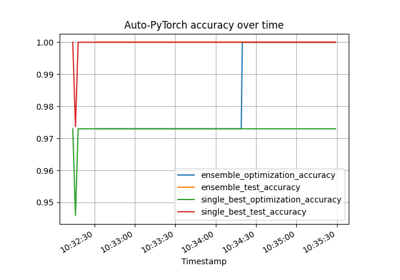 Auto-PyTorch accuracy over time
1.00
0.99
0.98
0.97
0.96
0.95
ensemble_optimization_accuracy
ensemble_test_accuracy
single_best_optimization_accuracy
single_best_test_accuracy
10:32:30
10:33:00
10:33:30
10:34:00
10:34:30
10:35:00
10:35:30
Timestamp